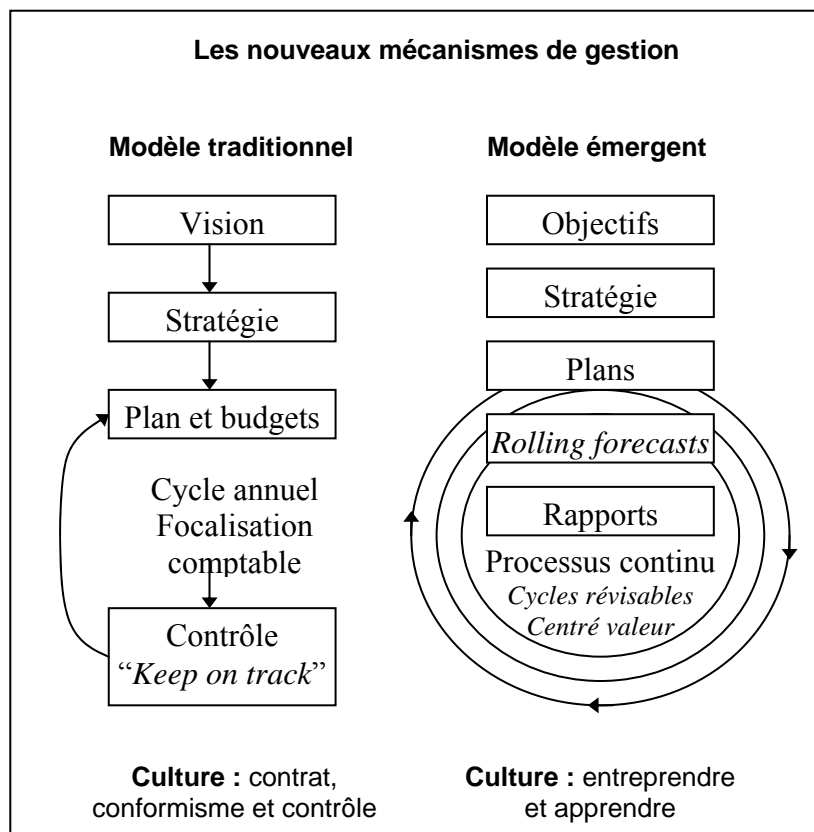 Les nouveaux mécanismes de gestion
Modèle traditionnel
Vision
Stratégie
Plan et budgets
Cycle annuel
Focalisation
comptable
Contrôle
“Keep on track”
Culture : contrat,
conformisme et contrôle
Modèle émergent
Objectifs
Stratégie
Plans
Rolling forecasts
Rapports
Processus continu
Cycles révisables
Centré valeur
Culture : entreprendre
et apprendre